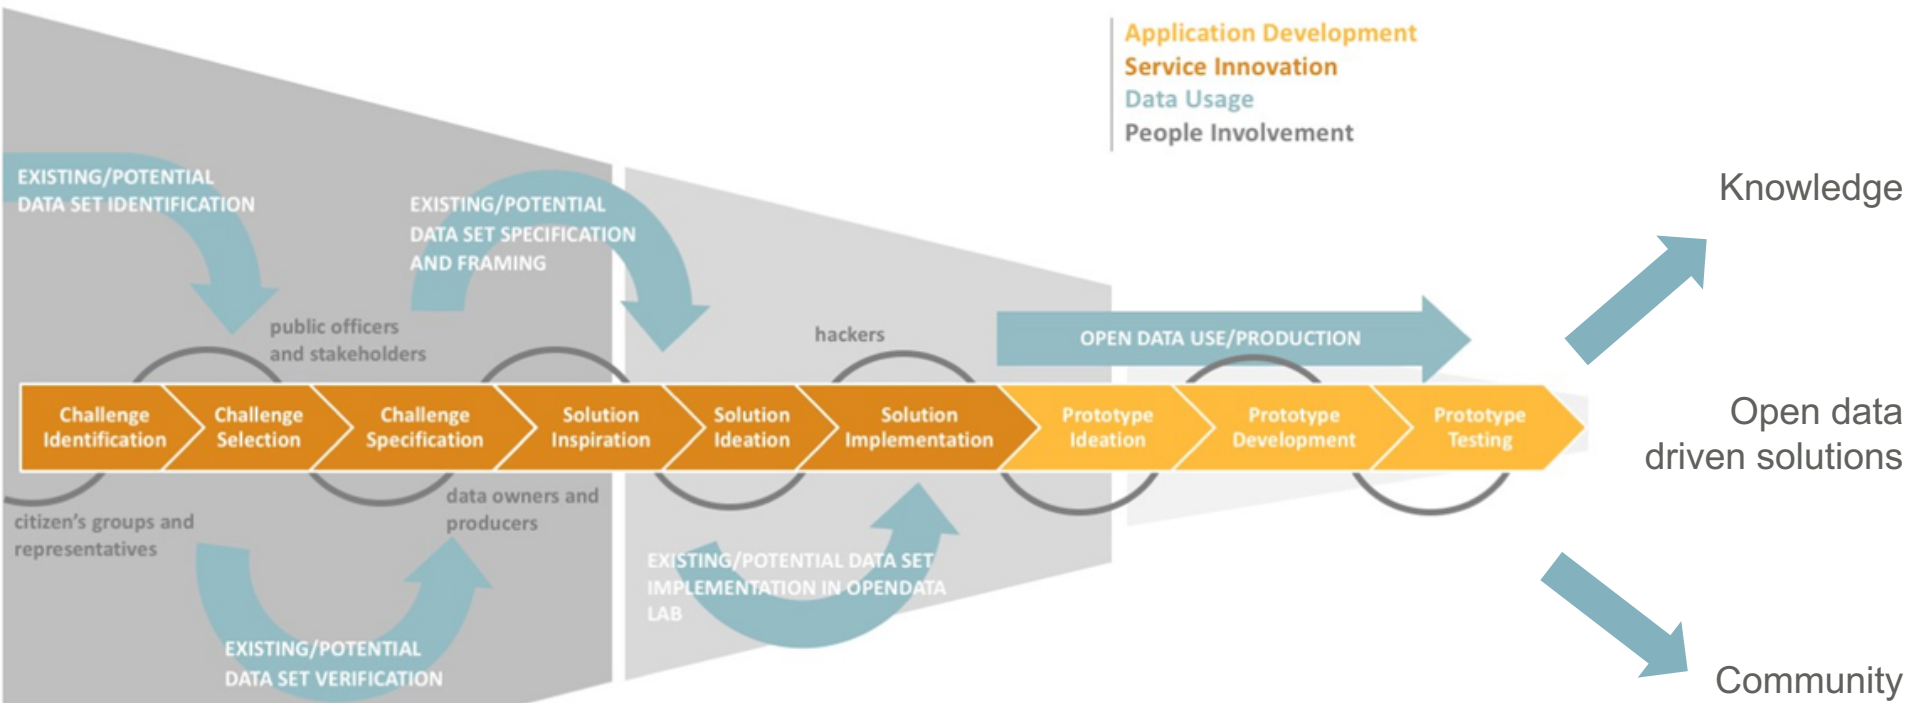 Application Development
Service Innovation
Data Usage
People Involvement
EXISTING/POTENTIAL
DATA SET IDENTIFICATION
EXISTING/POTENTIAL
DATA SET SPECIFICATION
AND FRAMING
Knowledge
public officers
and stakeholders
hackers
OPEN DATA USE/PRODUCTION
Challenge
Identification
Challenge
Selection
Challenge
Specification
Solution
Inspiration
Solution
Ideation
Solution
Implementation
Prototype
Ideation
Prototype
Development
Prototype
Testing
Open data
driven solutions
citizen's groups and
representatives
data owners and
producers
EXISTING/POTENTIAL DATA SET
IMPLEMENTATION IN OPENDATA
LAB
EXISTING/POTENTIAL
DATA SET VERIFICATION
Community